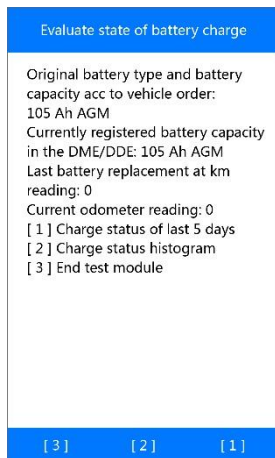 Evaluate state of battery charge
Original battery type and battery
capacity acc to vehicle order:
105 Ah AGM
Currently registered battery capacity
in the DME/DDE: 105 Ah AGM
Last battery replacement at km
reading: 0
Current odometer reading: 0
[ 1 ] Charge status of last 5 days
[ 2 ] Charge status histogram
[ 3 ] End test module
[ 3 ] [ 2 ] [ 1 ]